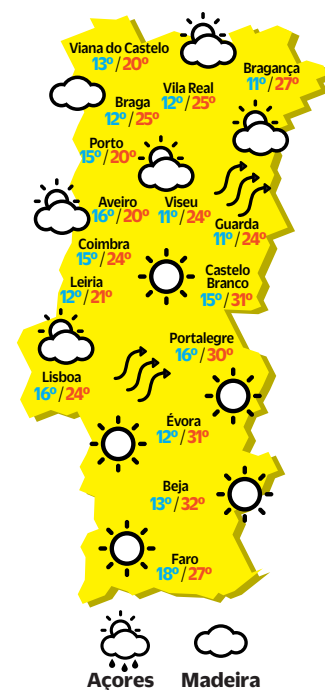 Viana do Castelo
13º/20º
Bragança
11º/27º
Vila Real
12º/25º
Braga
12º/25º
Porto
15º/20º
Aveiro
16º/20º
Viseu
11º/24º
Guarda
11º/24º
Coimbra
15º/24º
Castelo
Branco
15º/31º
Leiria
12º/21º
Portalegre
16º/30º
Lisboa
16º/24º
Évora
12º/31º
Beja
13º/32º
Faro
18º/27º
Açores
Madeira